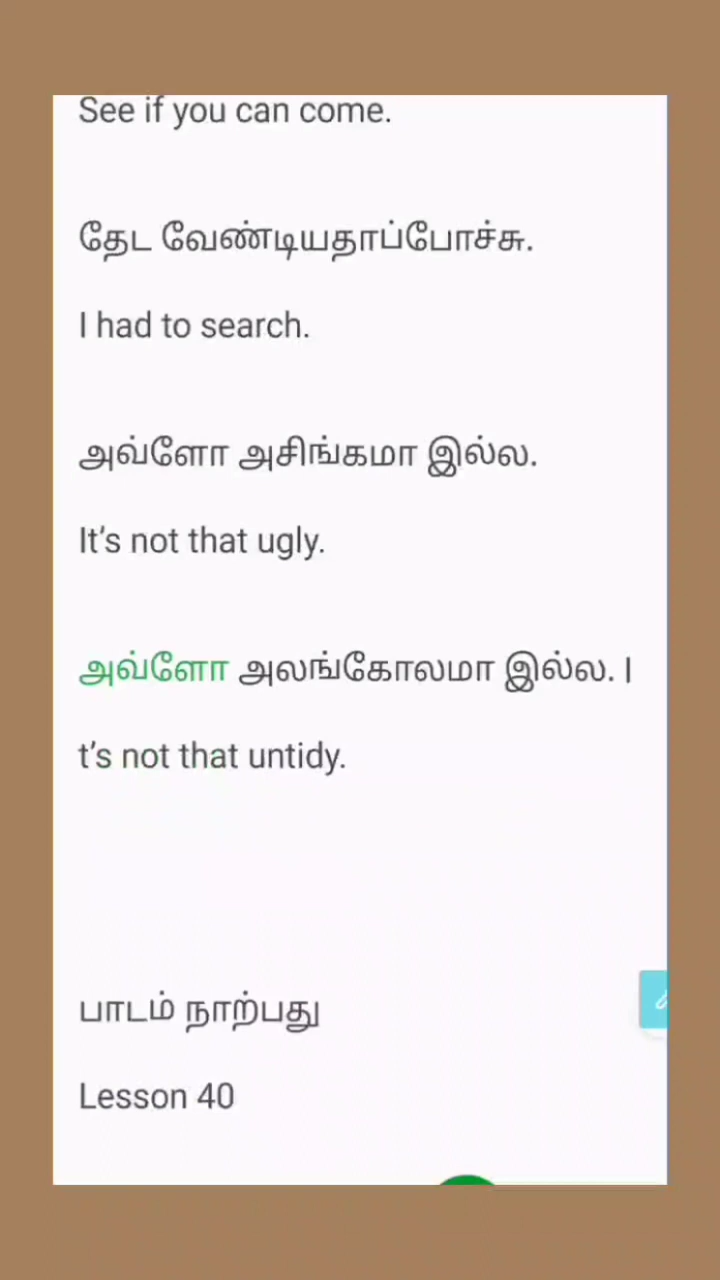 See if you can come.
தேட வேண்டியதாப்போச்சு.
I had to search.
அவ்ளோ அசிங்கமா இல்ல.
It’s not that ugly.
அவ்ளோ அலங்கோலமா இல்ல. I
t’s not that untidy.
பாடம் நாற்பது
Lesson 40